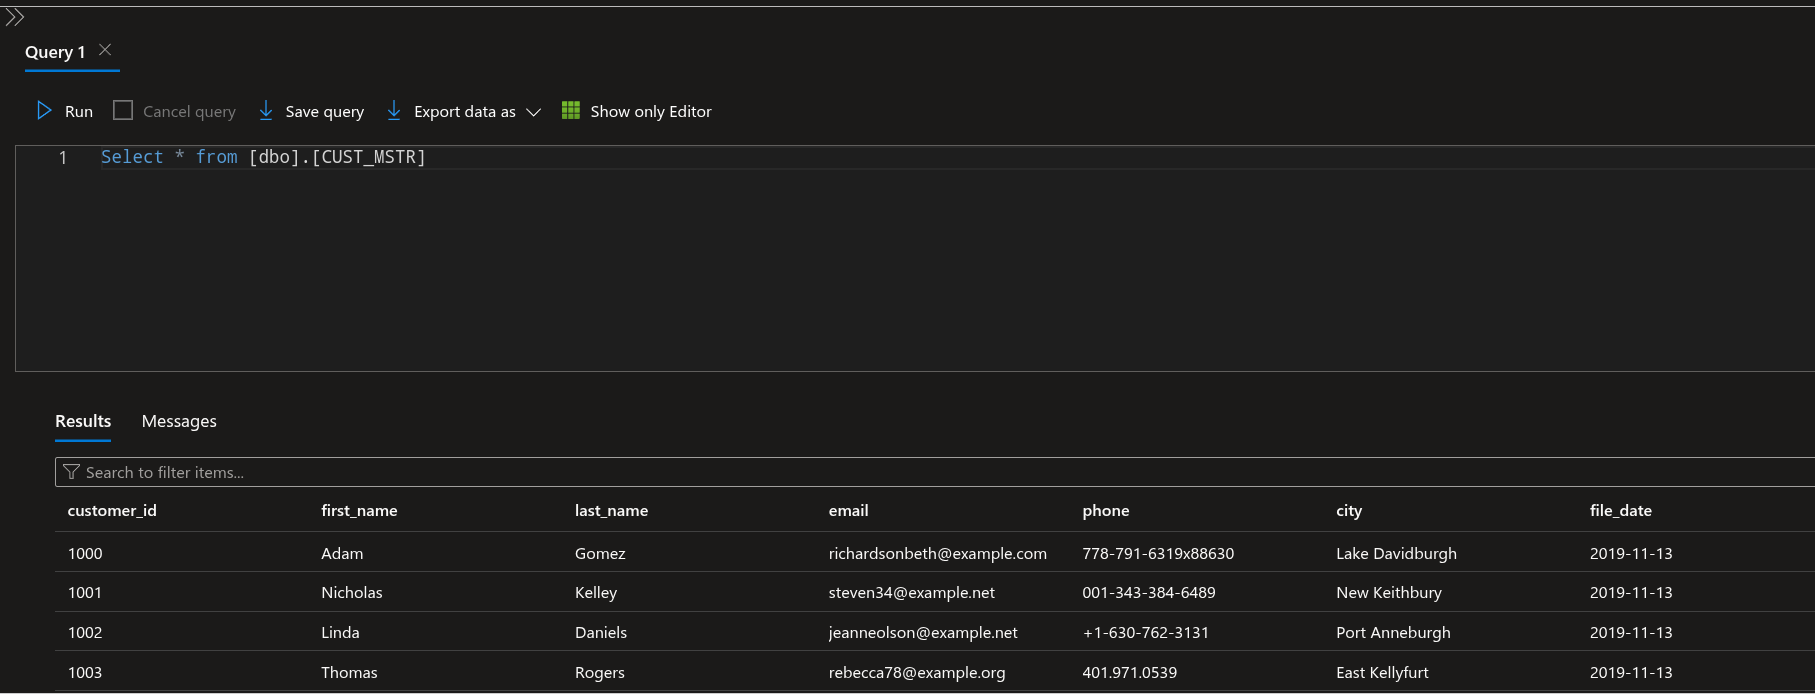 Query 1
Run Cancel query Save query Export data as Show only Editor
1 Select * from [dbo].[CUST_MSTR]
Results Messages
Search to filter items...
customer_id first_name last_name email phone city file_date
1000 Adam Gomez richardsonbeth@example.com 778-791-6319x88630 Lake Davidburgh 2019-11-13
1001 Nicholas Kelley steven34@example.net 001-343-384-6489 New Keithbury 2019-11-13
1002 Linda Daniels jeanneolson@example.net +1-630-762-3131 Port Anneburgh 2019-11-13
1003 Thomas Rogers rebecca78@example.org 401.971.0539 East Kellyfurt 2019-11-13